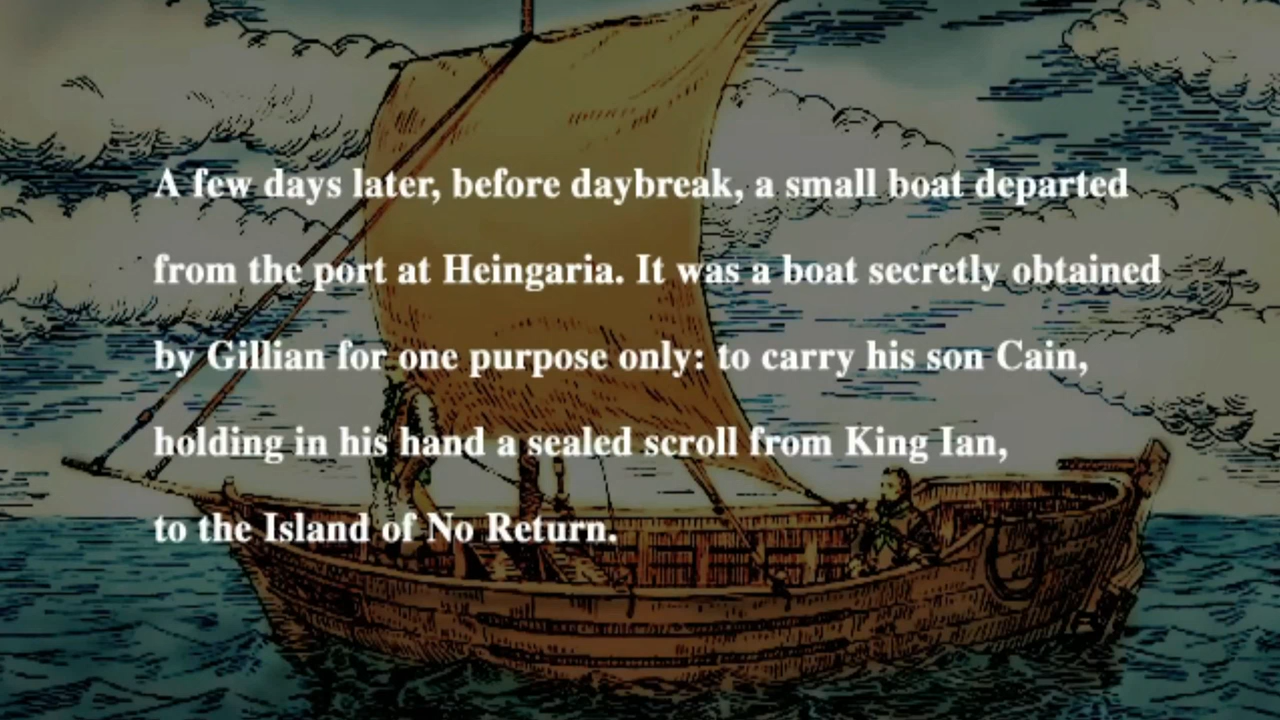 A few days later, before daybreak, a small boat departed
from the port at Heingaria. It was a boat secretly obtained
by Gillian for one purpose only: to carry his son Cain,
holding in his hand a sealed scroll from King Ian,
to the Island of No Return.